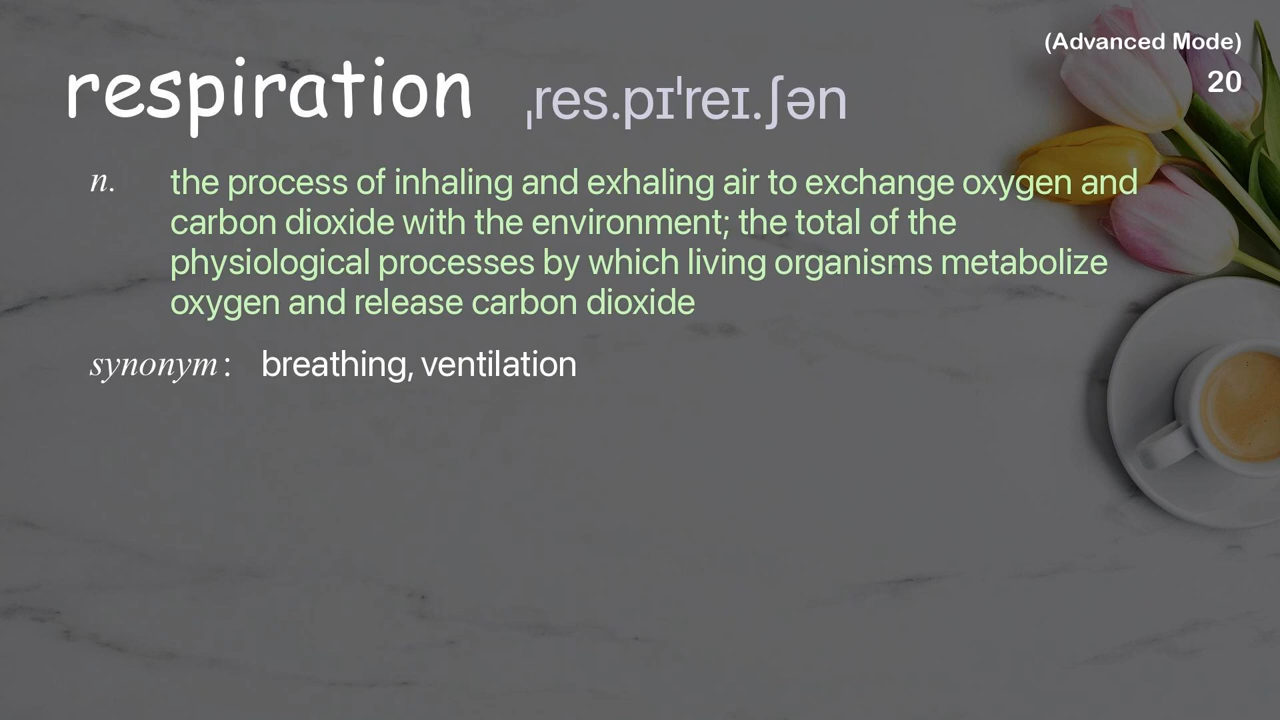 (Advanced Mode)
20
respiration ˌres.pɪˈreɪ.ʃən
n. the process of inhaling and exhaling air to exchange oxygen and
carbon dioxide with the environment; the total of the
physiological processes by which living organisms metabolize
oxygen and release carbon dioxide
synonym: breathing, ventilation